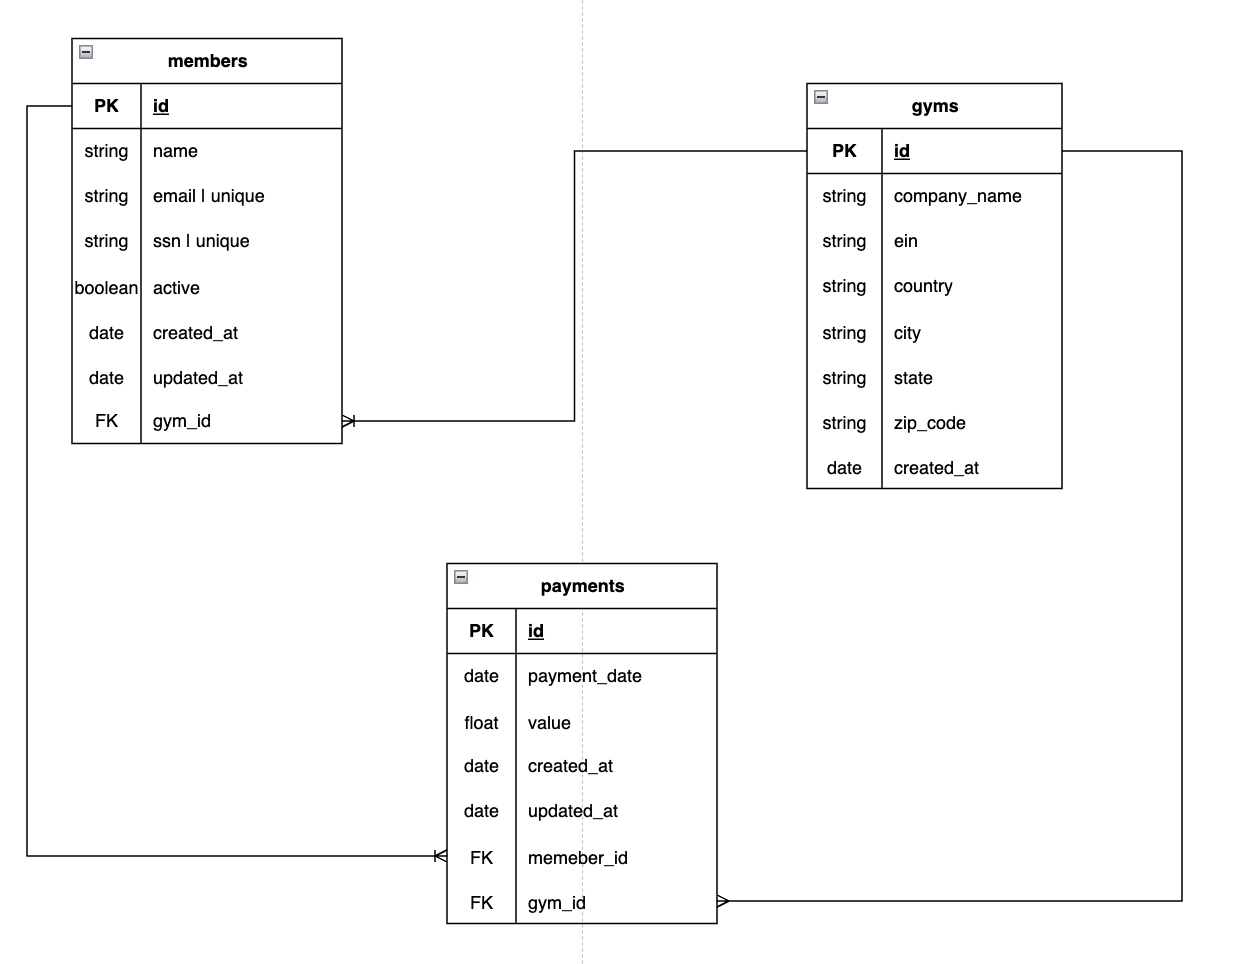 members
PK id
string name
string email | unique
string ssn | unique
boolean active
date created_at
date updated_at
FK gym_id
gyms
PK id
string company_name
string ein
string country
string city
string state
string zip_code
date created_at
payments
PK id
date payment_date
float value
date created_at
date updated_at
FK memeber_id
FK gym_id